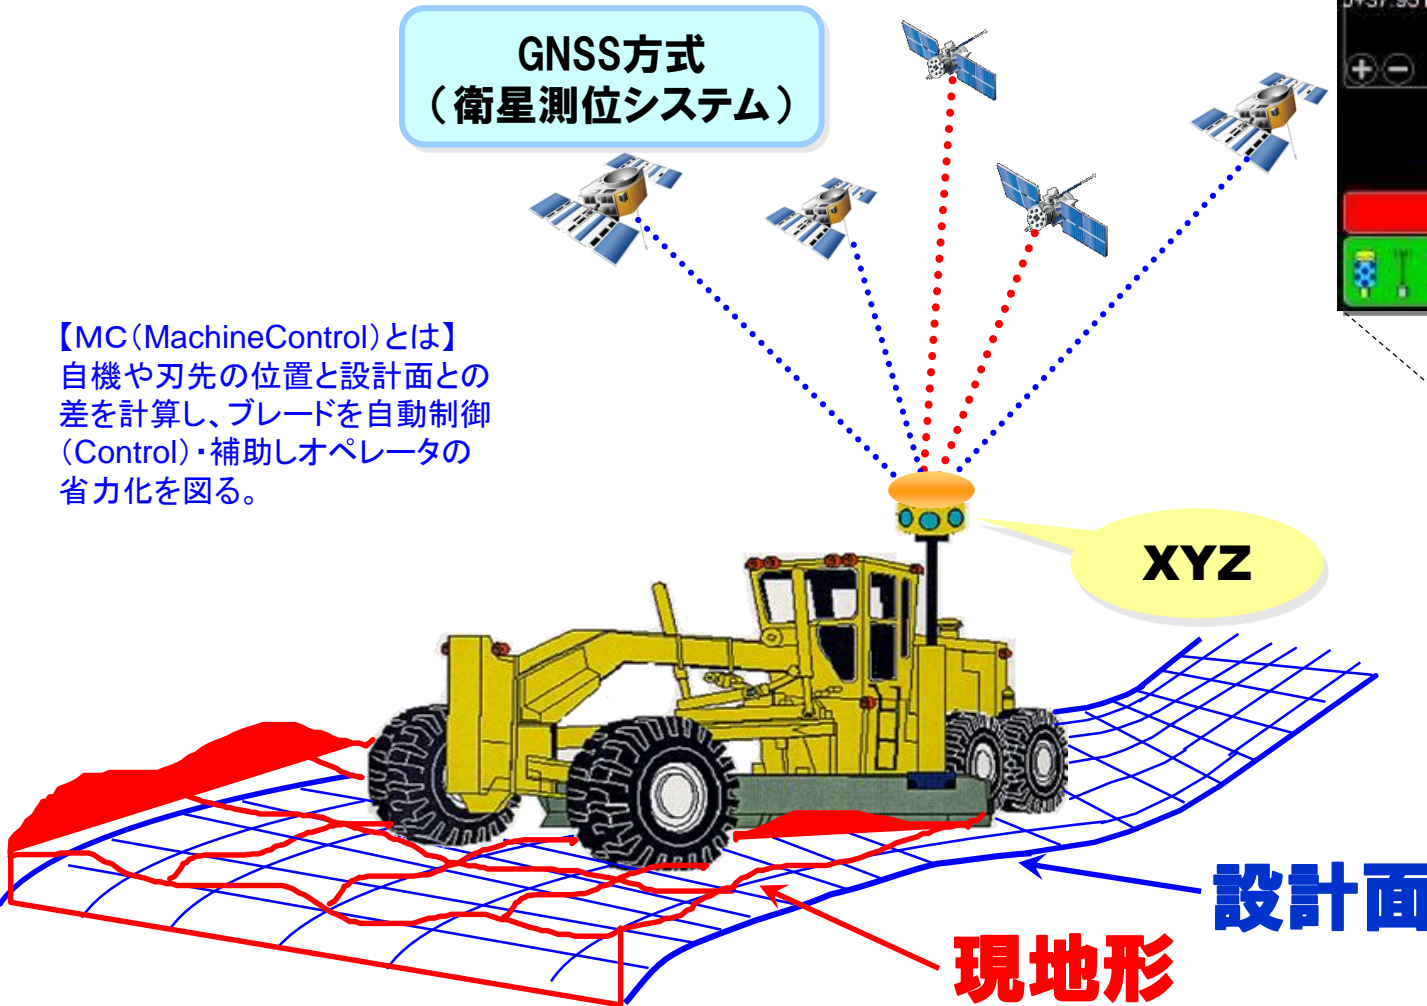 GNSS方式
（衛星測位システム）
【MC（MachineControl）とは】
自機や刃先の位置と設計面との
差を計算し、ブレードを自動制御
（Control）・補助しオペレータの
省力化を図る。
XYZ
設計面
現地形